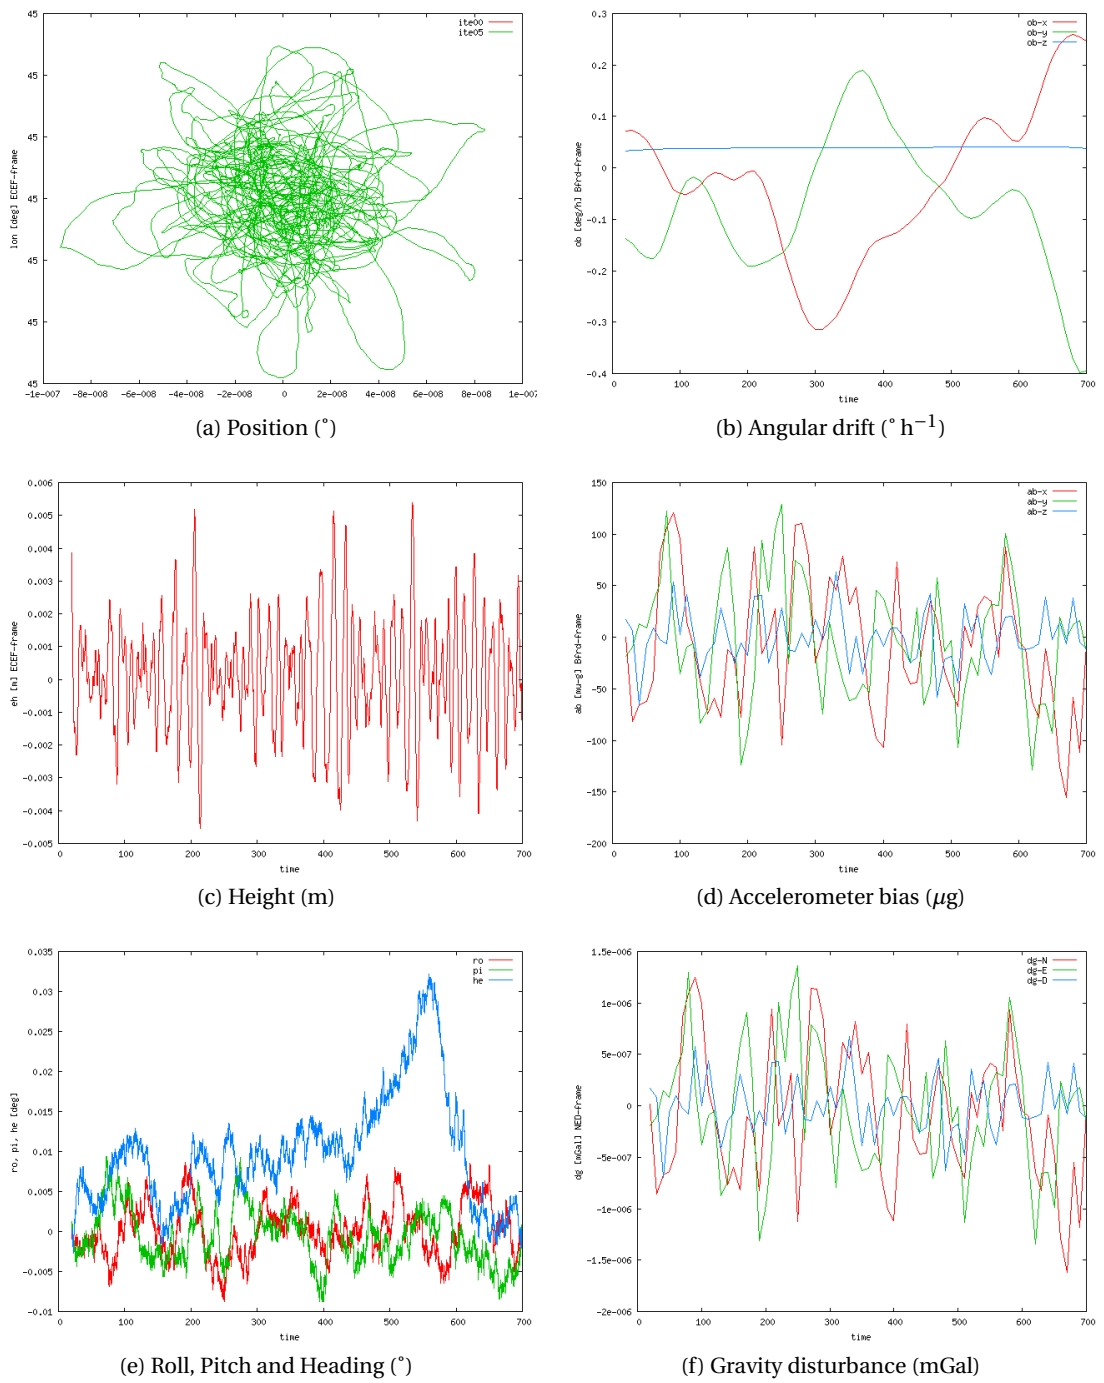 45
45
45
45
45
45
45
lon [deg] ECEF-frame
ite00
ite05
-1e-007 -8e-008 -6e-008 -4e-008 -2e-008 0 2e-008 4e-008 6e-008 8e-008 1e-007
(a) Position (°)
0.3
0.2
0.1
0
-0.1
-0.2
-0.3
-0.4
ob [deg/h] Bfrd-frame
ob-x
ob-y
ob-z
0 100 200 300 400 500 600 700
time
(b) Angular drift (° h−1)
0.006
0.005
0.004
0.003
0.002
0.001
0
-0.001
-0.002
-0.003
-0.004
-0.005
eh [m] ECEF-frame
0 100 200 300 400 500 600 700
time
(c) Height (m)
150
100
50
0
-50
-100
-150
-200
ab [mu-g] Bfrd-frame
ab-x
ab-y
ab-z
0 100 200 300 400 500 600 700
time
(d) Accelerometer bias (μg)
0.035
0.03
0.025
0.02
0.015
0.01
0.005
0
-0.005
-0.01
ro, pi, he [deg]
ro
pi
he
0 100 200 300 400 500 600 700
time
(e) Roll, Pitch and Heading (°)
1.5e-006
1e-006
5e-007
0
-5e-007
-1e-006
-1.5e-006
-2e-006
dg [mGal] NED-frame
dg-N
dg-E
dg-D
0 100 200 300 400 500 600 700
time
(f) Gravity disturbance (mGal)